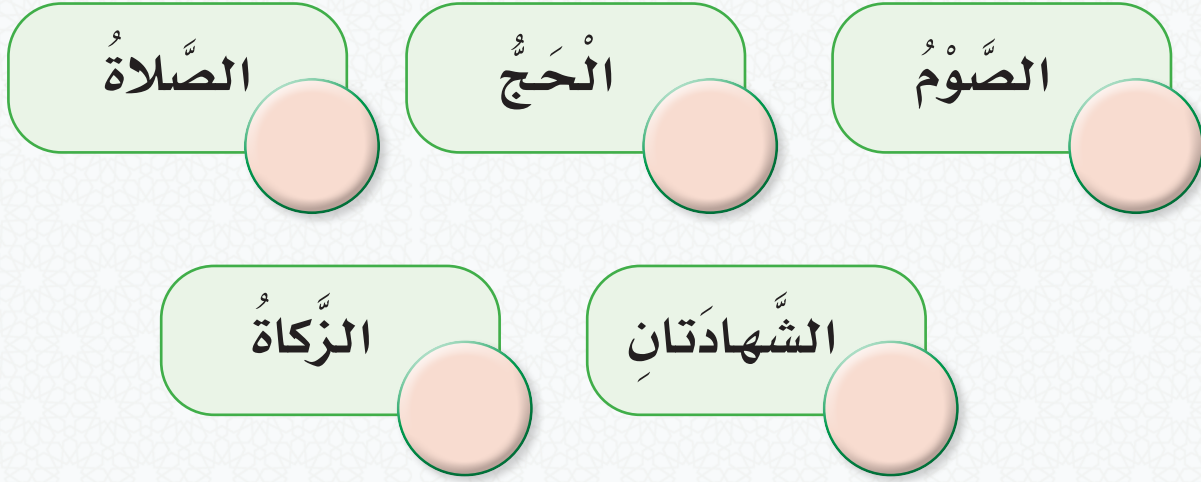 الصَّوْمُ
الْحَجُّ
الصَّلاةُ
الشَّهادَتانِ
الزَّكاةُ